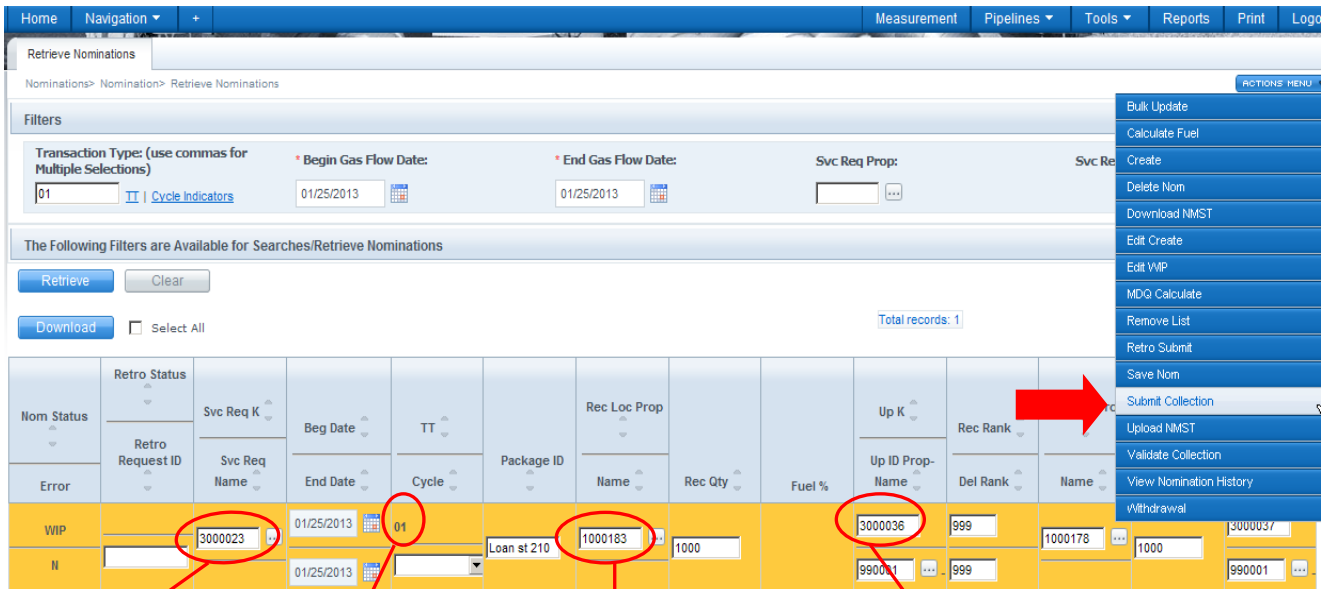 Home Navigation + Measurement Pipelines Tools Reports Print Logo
Retrieve Nominations
Nominations> Nomination> Retrieve Nominations
ACTIONS MENU
Filters
Transaction Type: (use commas for
Multiple Selections)
* Begin Gas Flow Date:
* End Gas Flow Date:
Svc Req Prop:
Svc Re
01 TT | Cycle Indicators 01/25/2013 01/25/2013 ...
The Following Filters are Available for Searches/Retrieve Nominations
Retrieve Clear
Download Select All
Total records: 1
Bulk Update
Calculate Fuel
Create
Delete Nom
Download NMST
Edit Create
Edit WIP
MDQ Calculate
Remove List
Retro Submit
Save Nom
Submit Collection
Upload NMST
Validate Collection
View Nomination History
Withdrawal
Nom Status
Error
Retro Status
Retro
Request ID
Svc Req K
Svc Req
Name
Beg Date
End Date
TT
Cycle
Package ID
Rec Loc Prop
Name
Rec Qty
Fuel %
Up K
Up ID Prop-
Name
Rec Rank
Del Rank
Name
WIP
N
3000023 ...
01/25/2013
01/25/2013
01
Loan st 210
1000183 ...
1000
3000036
990001 ... -
999
999
1000178 ...
1000
3000037
990001 ... -